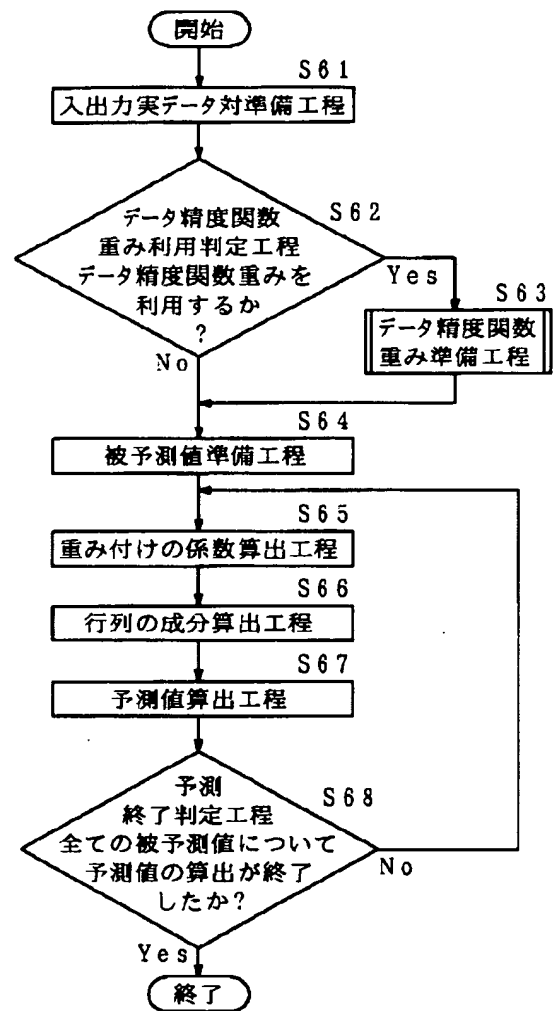 開始
S61
入出力実データ対準備工程
S62
データ精度関数
重み利用判定工程
データ精度関数重みを
利用するか
?
Yes
No
S63
データ精度関数
重み準備工程
S64
被予測値準備工程
S65
重み付けの係数算出工程
S66
行列の成分算出工程
S67
予測値算出工程
S68
予測
終了判定工程
全ての被予測値について
予測値の算出が終了
したか?
No
Yes
終了